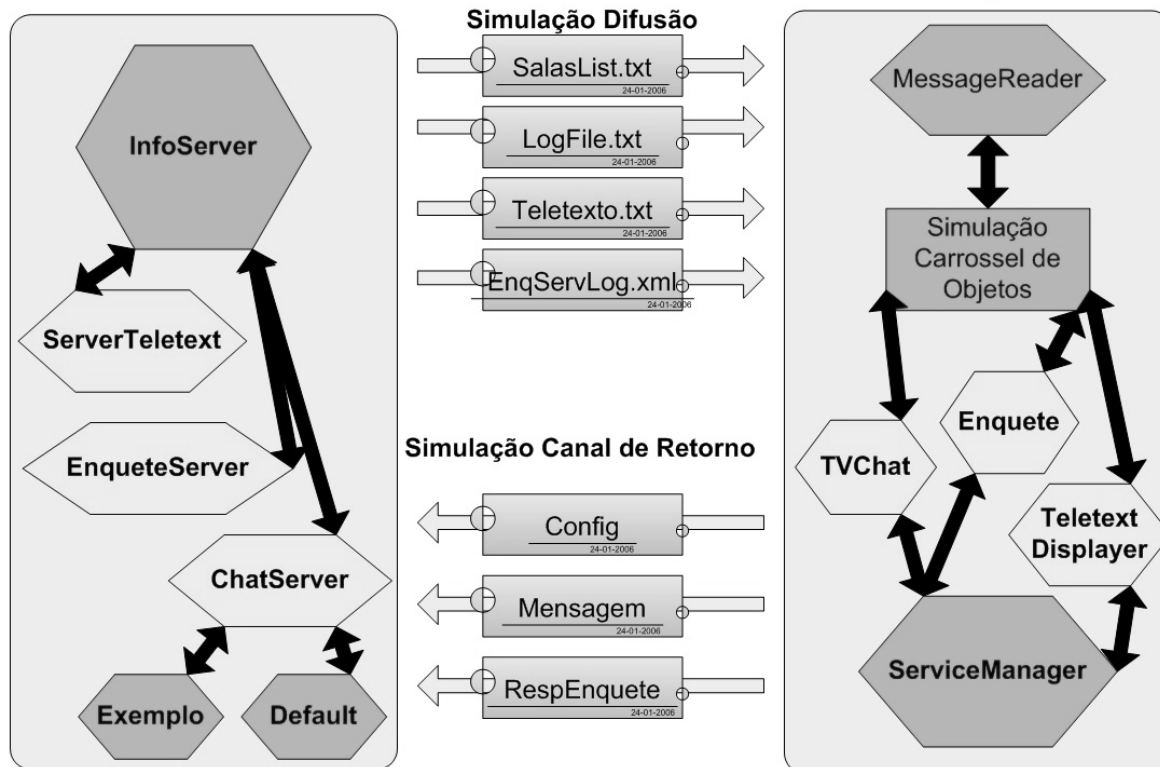 InfoServer
ServerTeletext
EnqueteServer
ChatServer
Exemplo
Default
Simulação Difusão
SalasList.txt
24-01-2006
LogFile.txt
24-01-2006
Teletexto.txt
24-01-2006
EnqServLog.xml
24-01-2006
Simulação Canal de Retorno
Config
24-01-2006
Mensagem
24-01-2006
RespEnquete
24-01-2006
MessageReader
Simulação
Carrossel de
Objetos
Enquete
TVChat
Teletext
Displayer
ServiceManager